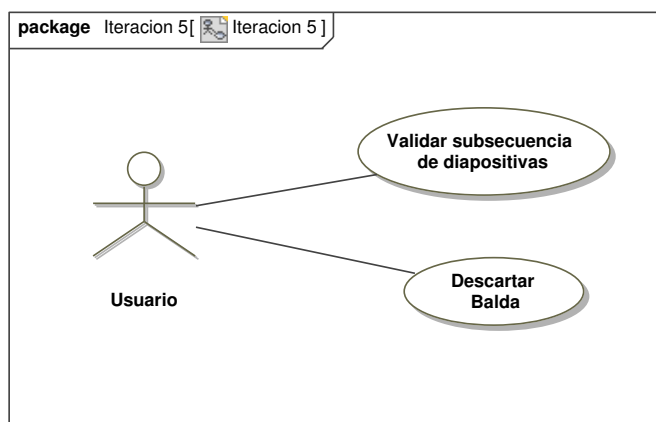 package Iteracion 5[ Iteracion 5 ]
Validar subsecuencia
de diapositivas
Usuario
Descartar
Balda